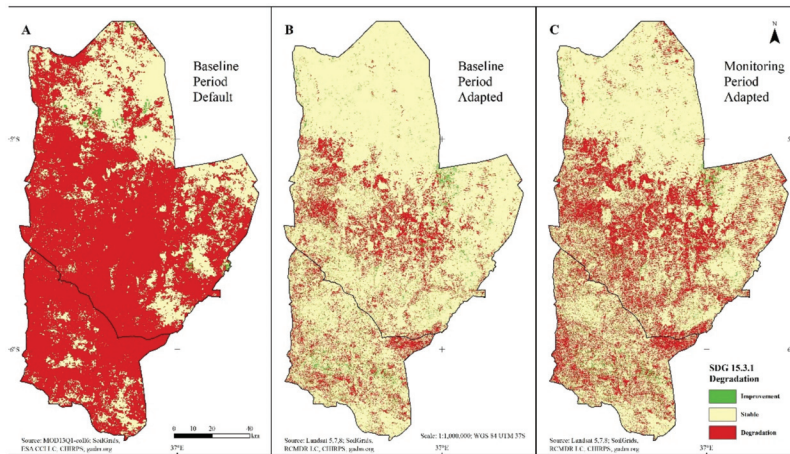 A
Baseline
Period
Default
Source: MOD13Q1-coll6; SoilGrids,
ESA CCI LC, CHIRPS; gadm.org
0 20 40
Km
37°E
5°S
6°S
B
Baseline
Period
Adapted
Source: Landsat 5,7,8; SoilGrids,
RCMDR LC, CHIRPS; gadm.org
Scale: 1:1,000,000; WGS 84 UTM 37S
C
N
Monitoring
Period
Adapted
5°
6°
SDG 15.3.1
Degradation
Improvement
Stable
Degradation
Source: Landsat 5,7,8; SoilGrids,
RCMDR LC, CHIRPS; gadm.org
37°E